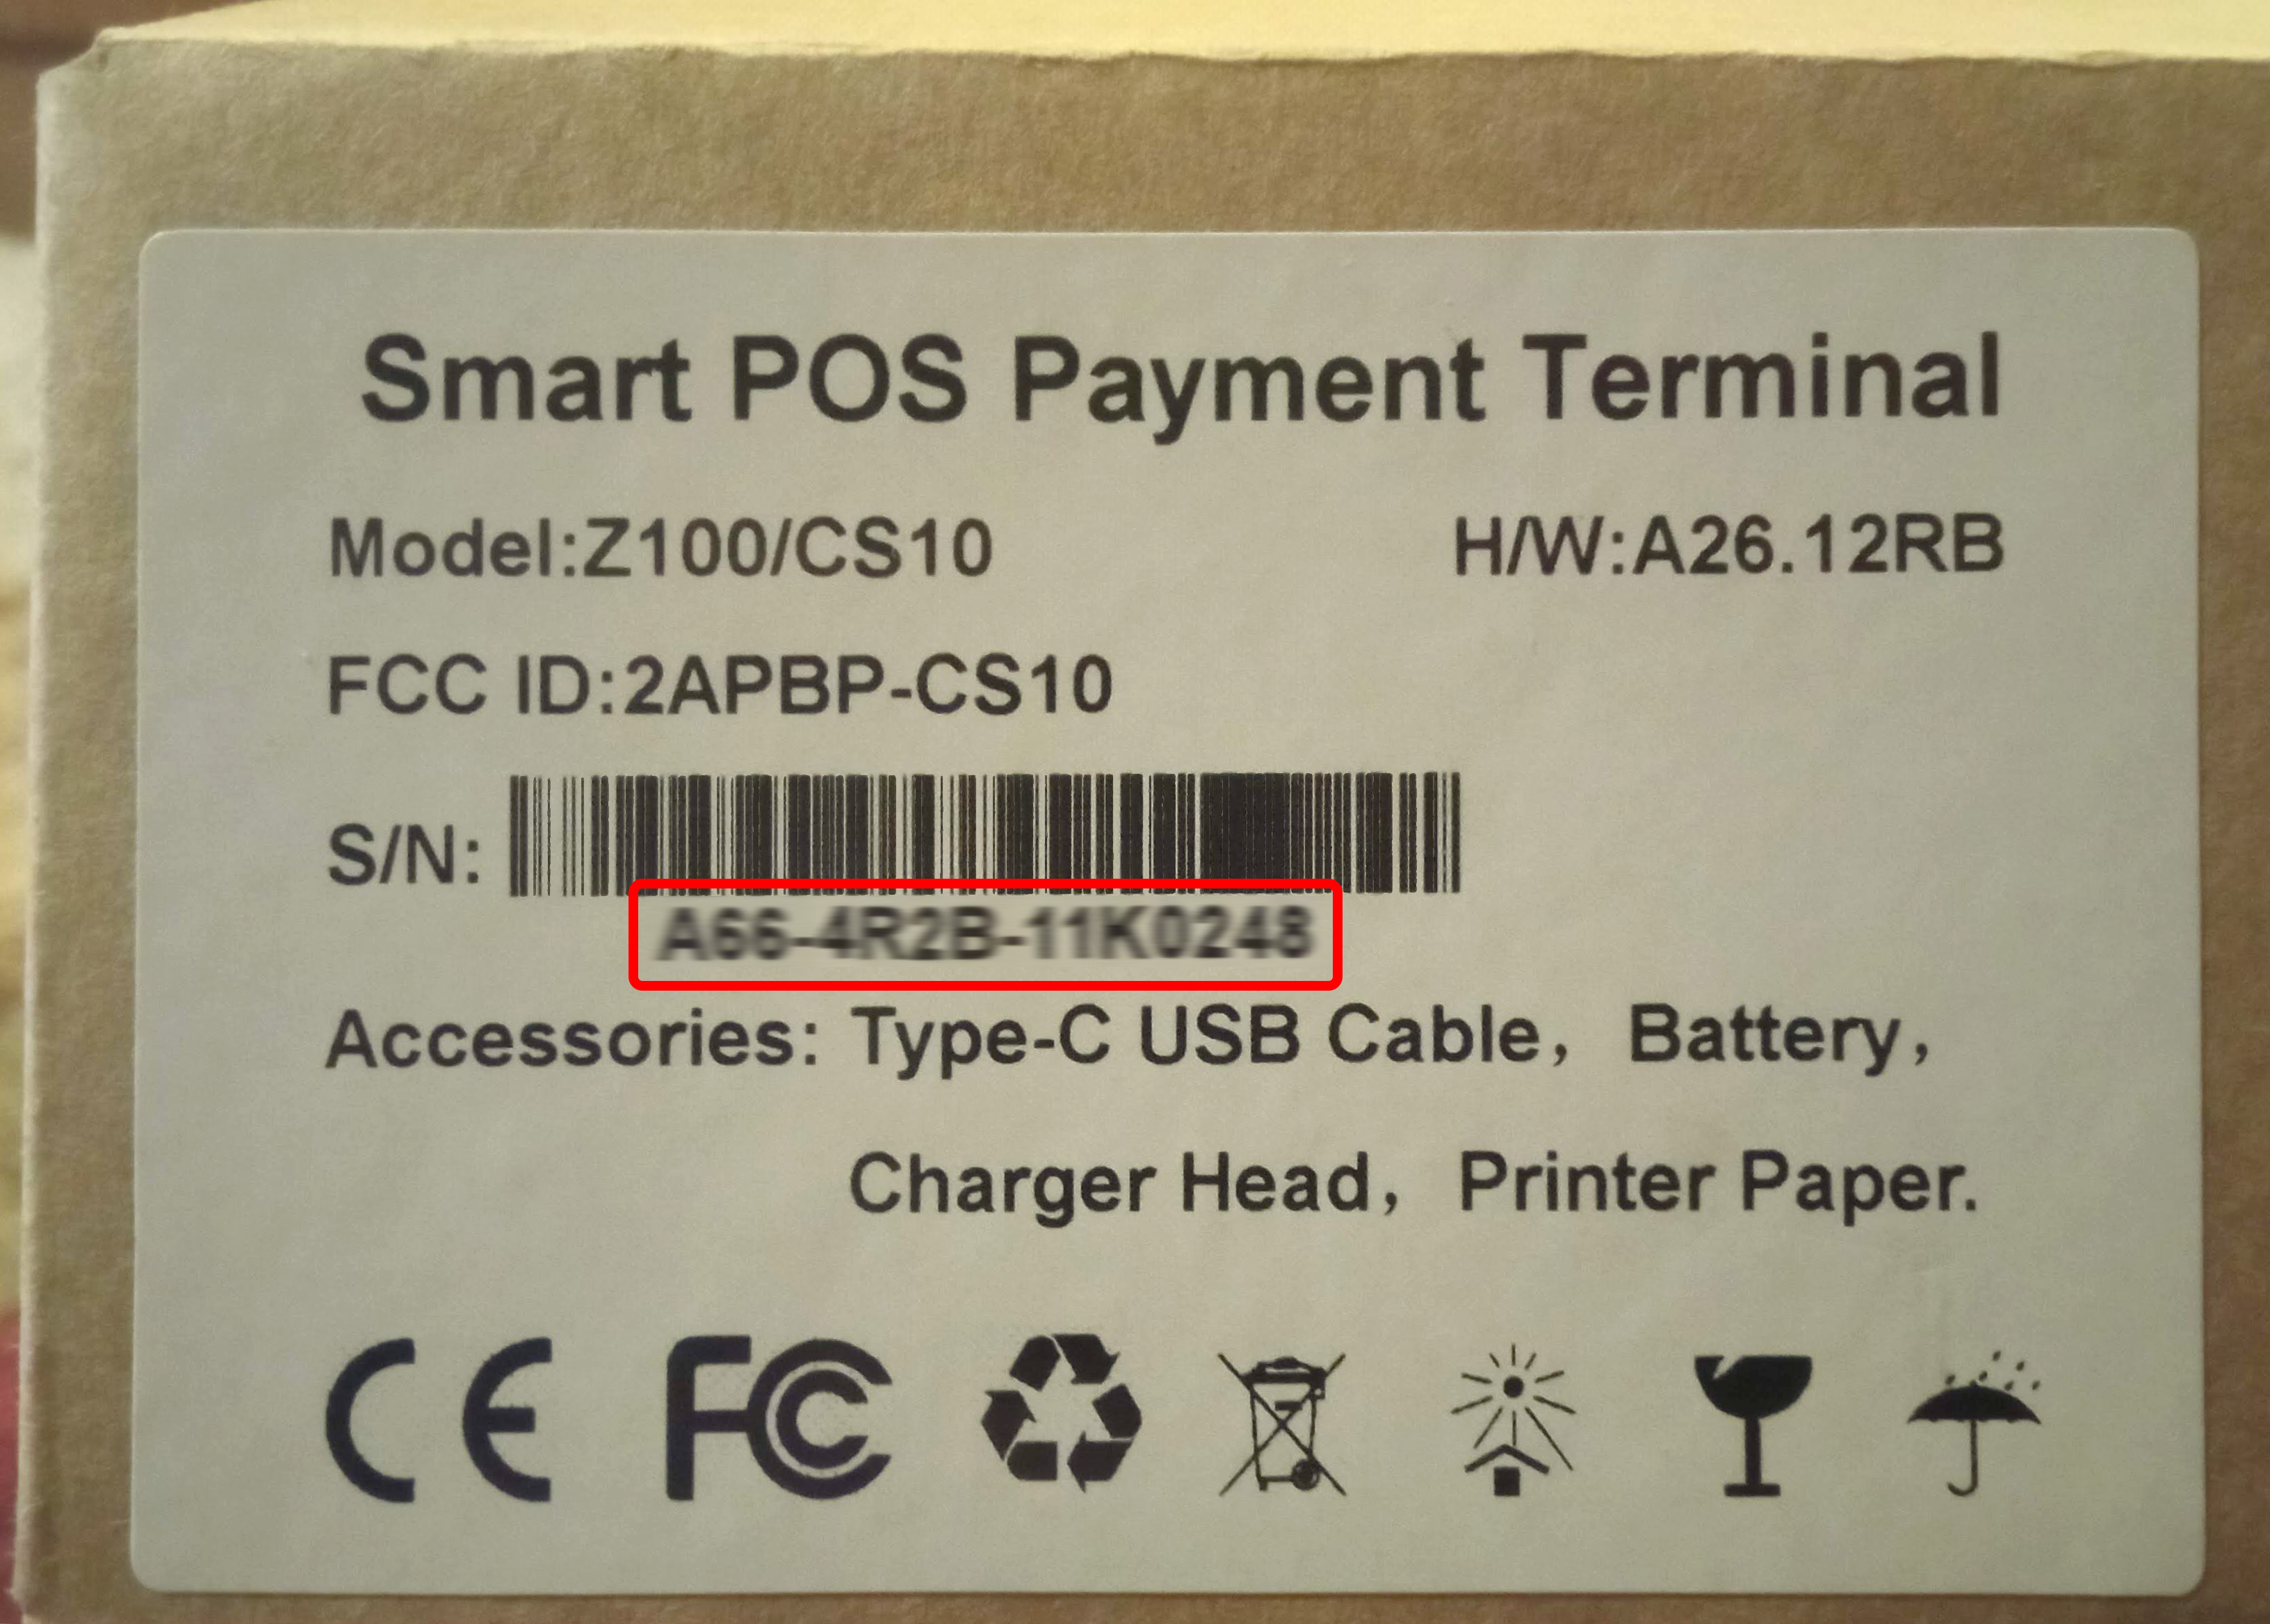 Smart POS Payment Terminal
Model:Z100/CS10 H/W:A26.12RB
FCC ID:2APBP-CS10
S/N:
A66-4R2B-11K0248
Accessories: Type-C USB Cable, Battery,
Charger Head, Printer Paper.
CE FCC